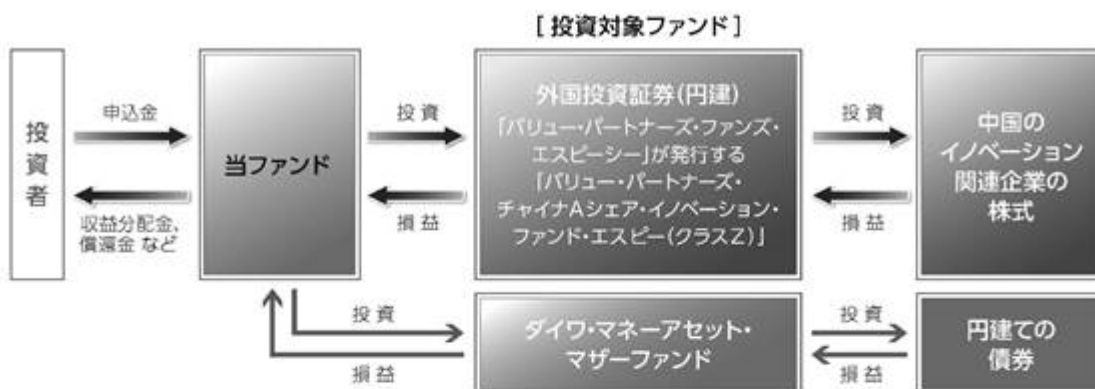 [投資対象ファンド]
投資者
申込金
収益分配金、
償還金 など
当ファンド
投資
損益
外国投資証券(円建)
「バリュー・パートナーズ・ファンズ・
エスピーシー」が発行する
「バリュー・パートナーズ・
チャイナAシェア・イノベーション・
ファンド・エスピー(クラスZ)」
投資
損益
中国の
イノベーション
関連企業の
株式
投資
損益
ダイワ・マネーアセット・
マザーファンド
投資
損益
円建ての
債券